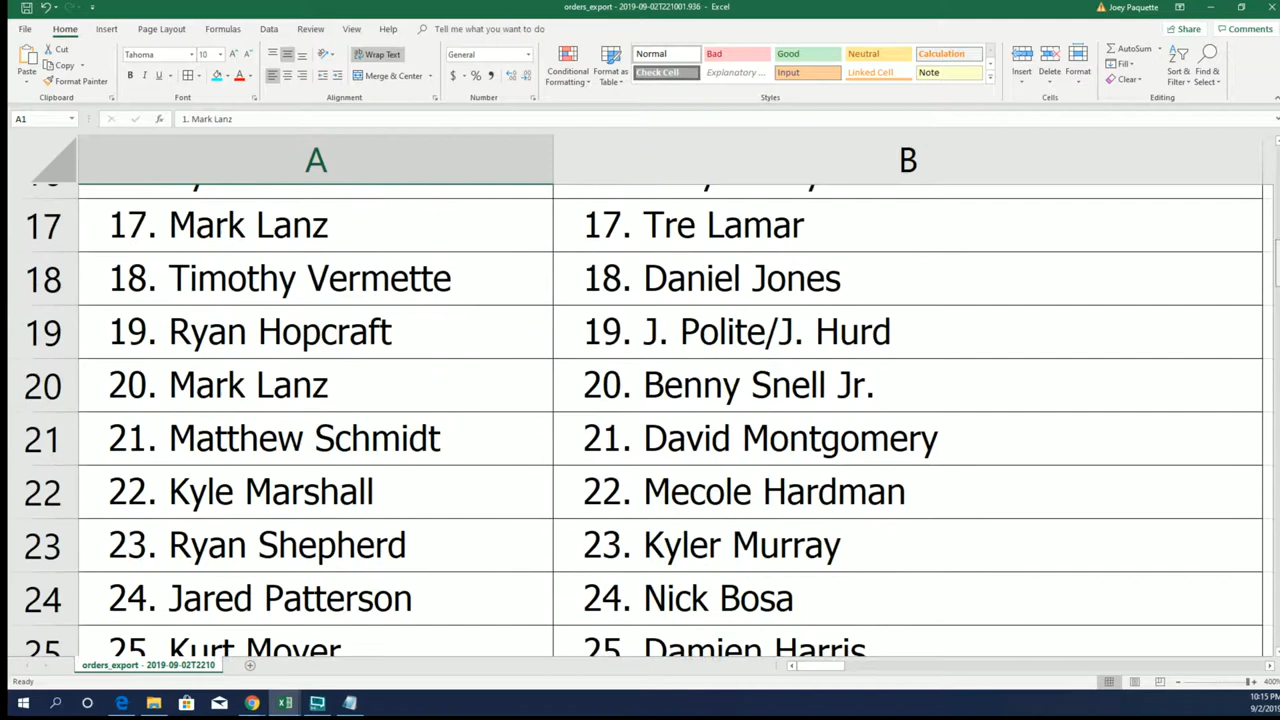 orders_export - 2019-09-02T221001.936 - Excel
Joey Paquette
File Home Insert Page Layout Formulas Data Review View Help Tell me what you want to do
Share Comments
Paste
Cut
Copy
Format Painter
Clipboard
Tahoma 10
B I U
Font
Wrap Text
Merge & Center
Alignment
General
$ % ,
Number
Conditional Formatting
Format as Table
Normal Bad Good Neutral Calculation
Check Cell Explanatory ... Input Linked Cell Note
Styles
Insert Delete Format
Cells
AutoSum
Fill
Clear
Sort & Filter
Find & Select
Editing
A1 fx 1. Mark Lanz
A B
17 17. Mark Lanz 17. Tre Lamar
18 18. Timothy Vermette 18. Daniel Jones
19 19. Ryan Hopcraft 19. J. Polite/J. Hurd
20 20. Mark Lanz 20. Benny Snell Jr.
21 21. Matthew Schmidt 21. David Montgomery
22 22. Kyle Marshall 22. Mecole Hardman
23 23. Ryan Shepherd 23. Kyler Murray
24 24. Jared Patterson 24. Nick Bosa
25 25. Kurt Moyer 25. Damien Harris
orders_export - 2019-09-02T2210
Ready
400%
10:15 PM
9/2/2019